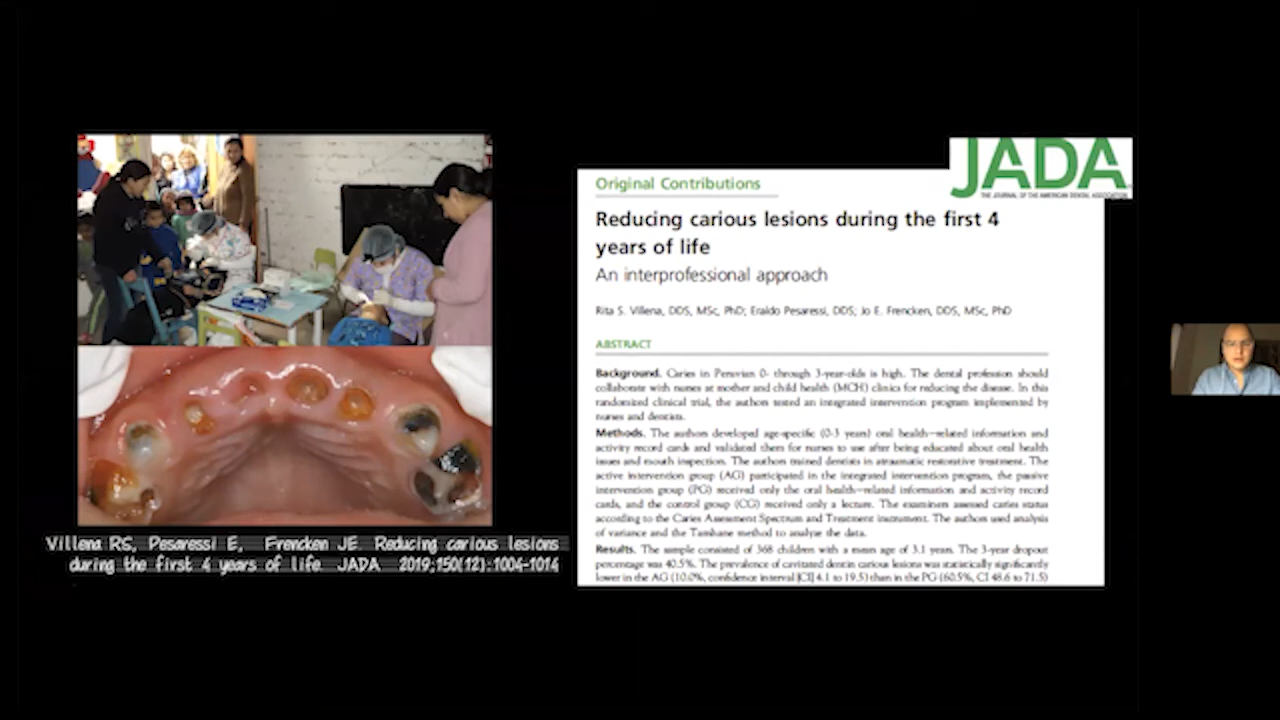 JADA
THE JOURNAL OF THE AMERICAN DENTAL ASSOCIATION
Original Contributions
Reducing carious lesions during the first 4
years of life
An interprofessional approach
Rita S. Villena, DDS, MSc, PhD; Eraldo Pesaressi, DDS; Jo E. Frencken, DDS, MSc, PhD
ABSTRACT
Background. Caries in Peruvian 0- through 3-year-olds is high. The dental profession should
collaborate with nurses at mother and child health (MCH) clinics for reducing the disease. In this
randomized clinical trial, the authors tested an integrated intervention program implemented by
nurses and dentists.
Methods. The authors developed age-specific (0-3 years) oral health-related information and
activity record cards and validated them for nurses to use after being educated about oral health
issues and mouth inspection. The authors trained dentists in atraumatic restorative treatment. The
active intervention group (AG) participated in the integrated intervention program, the passive
intervention group (PG) received only the oral health-related information and activity record
cards, and the control group (CG) received only a lecture. The examiners assessed caries status
according to the Caries Assessment Spectrum and Treatment instrument. The authors used analysis
of variance and the Tamhane method to analyze the data.
Results. The sample consisted of 368 children with a mean age of 3.1 years. The 3-year dropout
percentage was 40.5%. The prevalence of cavitated dentin carious lesions was statistically significantly
lower in the AG (10.0%, confidence interval [CI] 4.1 to 19.5) than in the PG (60.5%, CI 48.6 to 71.5)
Villena RS, Pesaressi E, Frencken JE. Reducing carious lesions
during the first 4 years of life. JADA 2019;150(12):1004-1014